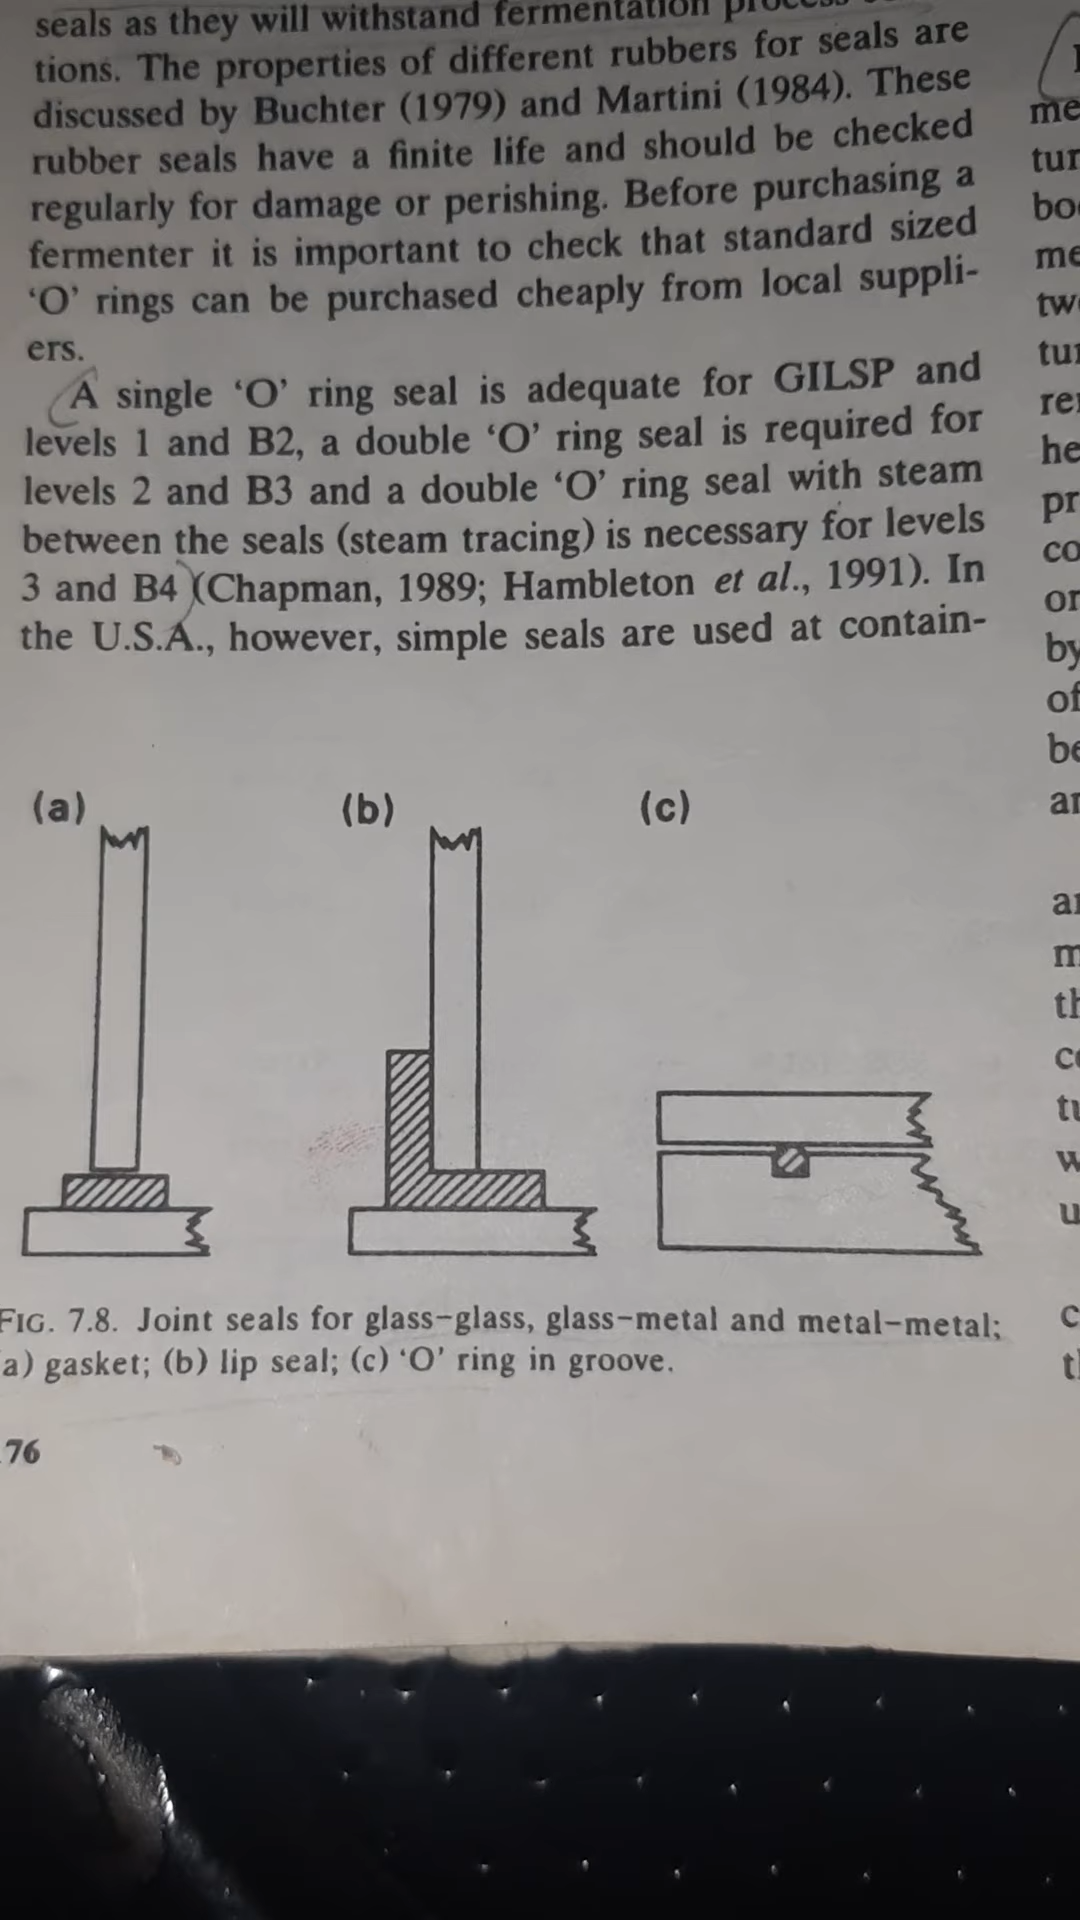 seals as they will withstand fermentation
tions. The properties of different rubbers for seals are
discussed by Buchter (1979) and Martini (1984). These
rubber seals have a finite life and should be checked
regularly for damage or perishing. Before purchasing a
fermenter it is important to check that standard sized
‘O’ rings can be purchased cheaply from local suppli-
ers.
A single ‘O’ ring seal is adequate for GILSP and
levels 1 and B2, a double ‘O’ ring seal is required for
levels 2 and B3 and a double ‘O’ ring seal with steam
between the seals (steam tracing) is necessary for levels
3 and B4 (Chapman, 1989; Hambleton et al., 1991). In
the U.S.A., however, simple seals are used at contain-
(a)
(b)
(c)
FIG. 7.8. Joint seals for glass–glass, glass–metal and metal–metal;
a) gasket; (b) lip seal; (c) ‘O’ ring in groove.
76